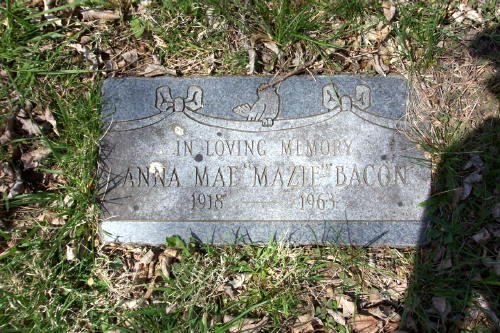 IN LOVING MEMORY
ANNA MAE "MAZIE" BACON
1918 — 1963